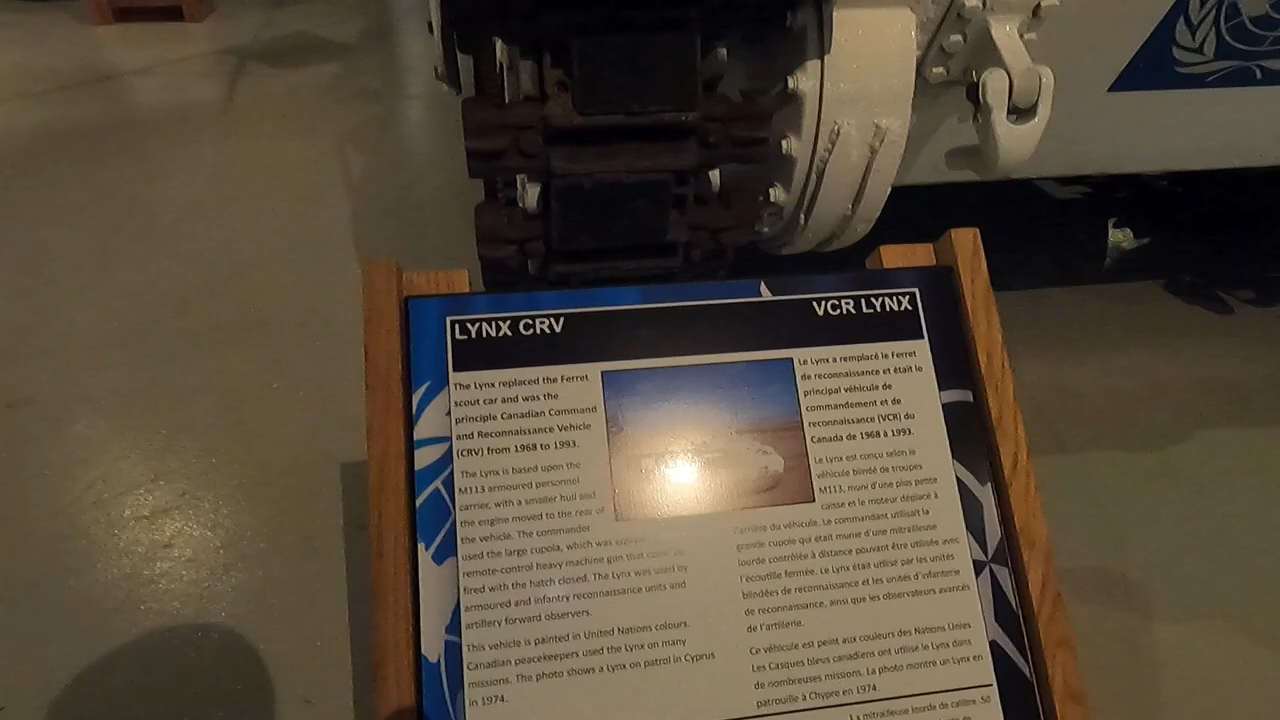 LYNX CRV
VCR LYNX
The Lynx replaced the Ferret
scout car and was the
principle Canadian Command
and Reconnaissance Vehicle
(CRV) from 1968 to 1993.
The Lynx is based upon the
M113 armoured personnel
carrier, with a smaller hull and
the engine moved to the rear of
the vehicle. The commander
used the large cupola, which was
remote-control heavy machine gun that could be
fired with the hatch closed. The Lynx was used by
armoured and infantry reconnaissance units and
artillery forward observers.
This vehicle is painted in United Nations colours.
Canadian peacekeepers used the Lynx on many
missions. The photo shows a Lynx on patrol in Cyprus
in 1974.
Le Lynx a remplacé le Ferret
de reconnaissance et était le
principal véhicule de
commandement et de
reconnaissance (VCR) du
Canada de 1968 à 1993.
Le Lynx est conçu selon le
véhicule blindé de troupes
M113, muni d'une plus petite
caisse et le moteur déplacé à
l'arrière du véhicule. Le commandant utilisait la
grande cupole qui était munie d'une mitrailleuse
lourde contrôlée à distance pouvant être utilisée avec
l'écoutille fermée. Le Lynx était utilisé par les unités
blindées de reconnaissance et les unités d'infanterie
de reconnaissance, ainsi que les observateurs avancés
de l'artillerie.
Ce véhicule est peint aux couleurs des Nations Unies
Les Casques bleus canadiens ont utilisé le Lynx dans
de nombreuses missions. La photo montre un Lynx en
patrouille à Chypre en 1974.
mitrailleuse lourde de calibre .50